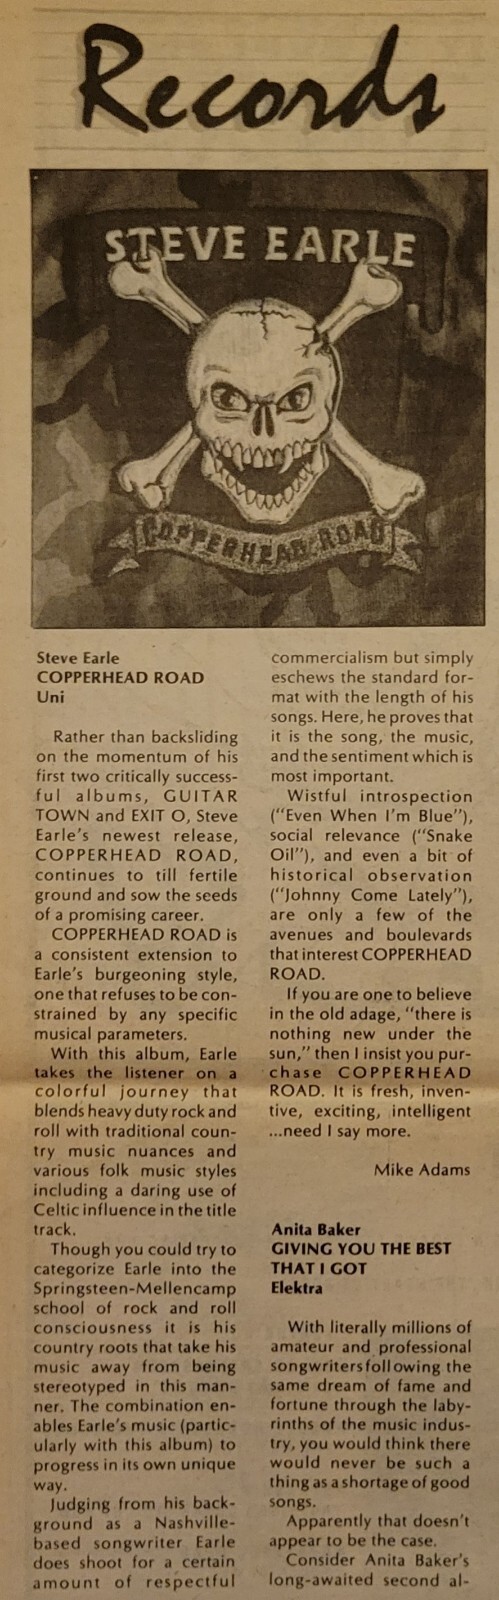 Records
STEVE EARLE
COPPERHEAD ROAD
Steve Earle
COPPERHEAD ROAD
Uni
Rather than backsliding
on the momentum of his
first two critically success-
ful albums, GUITAR
TOWN and EXIT O, Steve
Earle's newest release,
COPPERHEAD ROAD,
continues to till fertile
ground and sow the seeds
of a promising career.
COPPERHEAD ROAD is
a consistent extension to
Earle's burgeoning style,
one that refuses to be con-
strained by any specific
musical parameters.
With this album, Earle
takes the listener on a
colorful journey that
blends heavy duty rock and
roll with traditional coun-
try music nuances and
various folk music styles
including a daring use of
Celtic influence in the title
track.
Though you could try to
categorize Earle into the
Springsteen-Mellencamp
school of rock and roll
consciousness it is his
country roots that take his
music away from being
stereotyped in this man-
ner. The combination en-
ables Earle's music (partic-
ularly with this album) to
progress in its own unique
way.
Judging from his back-
ground as a Nashville-
based songwriter Earle
does shoot for a certain
amount of respectful
commercialism but simply
eschews the standard for-
mat with the length of his
songs. Here, he proves that
it is the song, the music,
and the sentiment which is
most important.
Wistful introspection
("Even When I'm Blue"),
social relevance ("Snake
Oil"), and even a bit of
historical observation
("Johnny Come Lately"),
are only a few of the
avenues and boulevards
that interest COPPERHEAD
ROAD.
If you are one to believe
in the old adage, "there is
nothing new under the
sun," then I insist you pur-
chase COPPERHEAD
ROAD. It is fresh, inven-
tive, exciting, intelligent
...need I say more.
Mike Adams
Anita Baker
GIVING YOU THE BEST
THAT I GOT
Elektra
With literally millions of
amateur and professional
songwriters following the
same dream of fame and
fortune through the laby-
rinths of the music indus-
try, you would think there
would never be such a
thing as a shortage of good
songs.
Apparently that doesn't
appear to be the case.
Consider Anita Baker's
long-awaited second al-